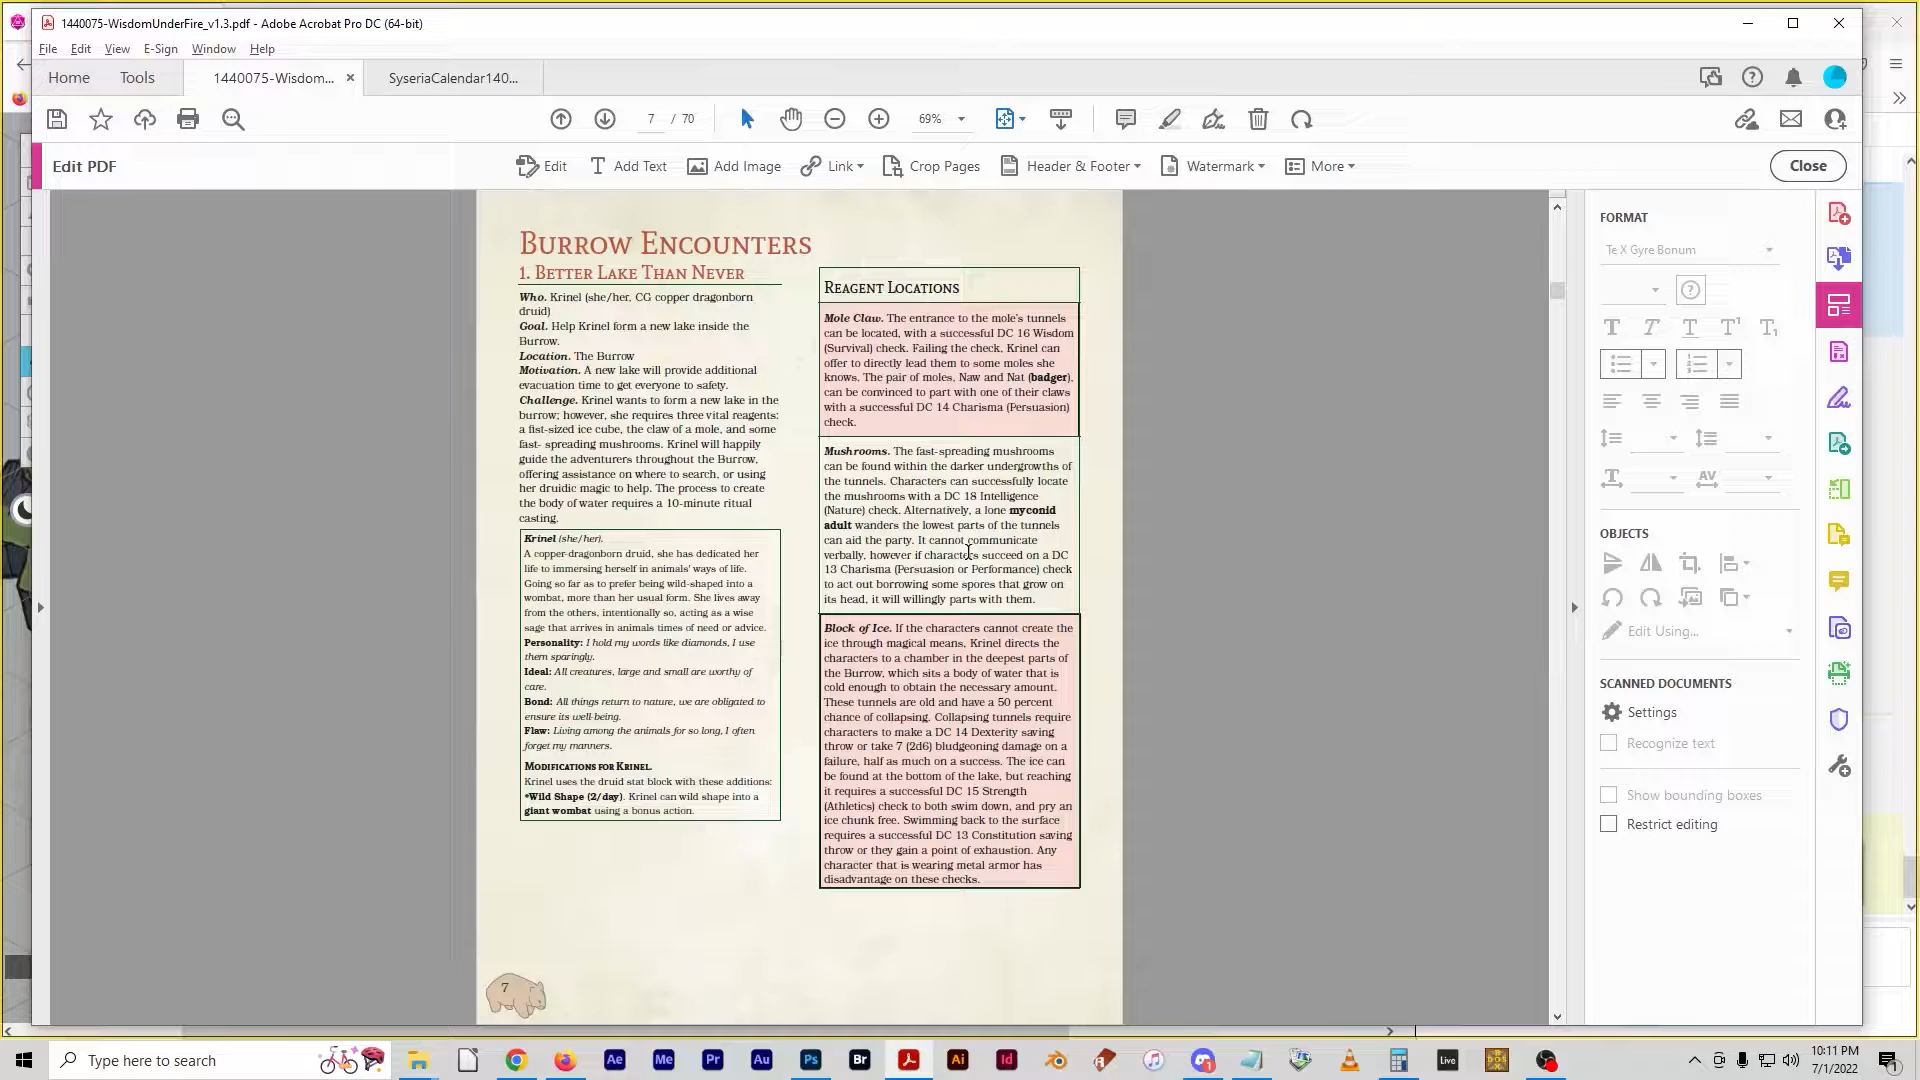 1440075-WisdomUnderFire_v1.3.pdf - Adobe Acrobat Pro DC (64-bit)
File Edit View E-Sign Window Help
Home Tools 1440075-Wisdom... SyseriaCalendar140...
7 / 70 69%
Edit PDF Edit Add Text Add Image Link Crop Pages Header & Footer Watermark More Close
Burrow Encounters
1. Better Lake Than Never
Who. Krinel (she/her, CG copper dragonborn
druid)
Goal. Help Krinel form a new lake inside the
Burrow.
Location. The Burrow
Motivation. A new lake will provide additional
evacuation time to get everyone to safety.
Challenge. Krinel wants to form a new lake in the
burrow; however, she requires three vital reagents:
a fist-sized ice cube, the claw of a mole, and some
fast- spreading mushrooms. Krinel will happily
guide the adventurers throughout the Burrow,
offering assistance on where to search, or using
her druidic magic to help. The process to create
the body of water requires a 10-minute ritual
casting.
Krinel (she/her).
A copper-dragonborn druid, she has dedicated her
life to immersing herself in animals' ways of life.
Going so far as to prefer being wild-shaped into a
wombat, more than her usual form. She lives away
from the others, intentionally so, acting as a wise
sage that arrives in animals times of need or advice.
Personality: I hold my words like diamonds, I use
them sparingly.
Ideal: All creatures, large and small are worthy of
care.
Bond: All things return to nature, we are obligated to
ensure its well-being.
Flaw: Living among the animals for so long, I often
forget my manners.
Modifications for Krinel.
Krinel uses the druid stat block with these additions:
*Wild Shape (2/day). Krinel can wild shape into a
giant wombat using a bonus action.
7
Reagent Locations
Mole Claw. The entrance to the mole's tunnels
can be located, with a successful DC 16 Wisdom
(Survival) check. Failing the check, Krinel can
offer to directly lead them to some moles she
knows. The pair of moles, Naw and Nat (badger),
can be convinced to part with one of their claws
with a successful DC 14 Charisma (Persuasion)
check.
Mushrooms. The fast-spreading mushrooms
can be found within the darker undergrowths of
the tunnels. Characters can successfully locate
the mushrooms with a DC 18 Intelligence
(Nature) check. Alternatively, a lone myconid
adult wanders the lowest parts of the tunnels
can aid the party. It cannot communicate
verbally, however if characters succeed on a DC
13 Charisma (Persuasion or Performance) check
to act out borrowing some spores that grow on
its head, it will willingly parts with them.
Block of Ice. If the characters cannot create the
ice through magical means, Krinel directs the
characters to a chamber in the deepest parts of
the Burrow, which sits a body of water that is
cold enough to obtain the necessary amount.
These tunnels are old and have a 50 percent
chance of collapsing. Collapsing tunnels require
characters to make a DC 14 Dexterity saving
throw or take 7 (2d6) bludgeoning damage on a
failure, half as much on a success. The ice can
be found at the bottom of the lake, but reaching
it requires a successful DC 15 Strength
(Athletics) check to both swim down, and pry an
ice chunk free. Swimming back to the surface
requires a successful DC 13 Constitution saving
throw or they gain a point of exhaustion. Any
character that is wearing metal armor has
disadvantage on these checks.
FORMAT
Te X Gyre Bonum
OBJECTS
Edit Using...
SCANNED DOCUMENTS
Settings
Recognize text
Show bounding boxes
Restrict editing
Type here to search
Ae Me Pr Au Ps Br Ai Id Live
10:11 PM
7/1/2022